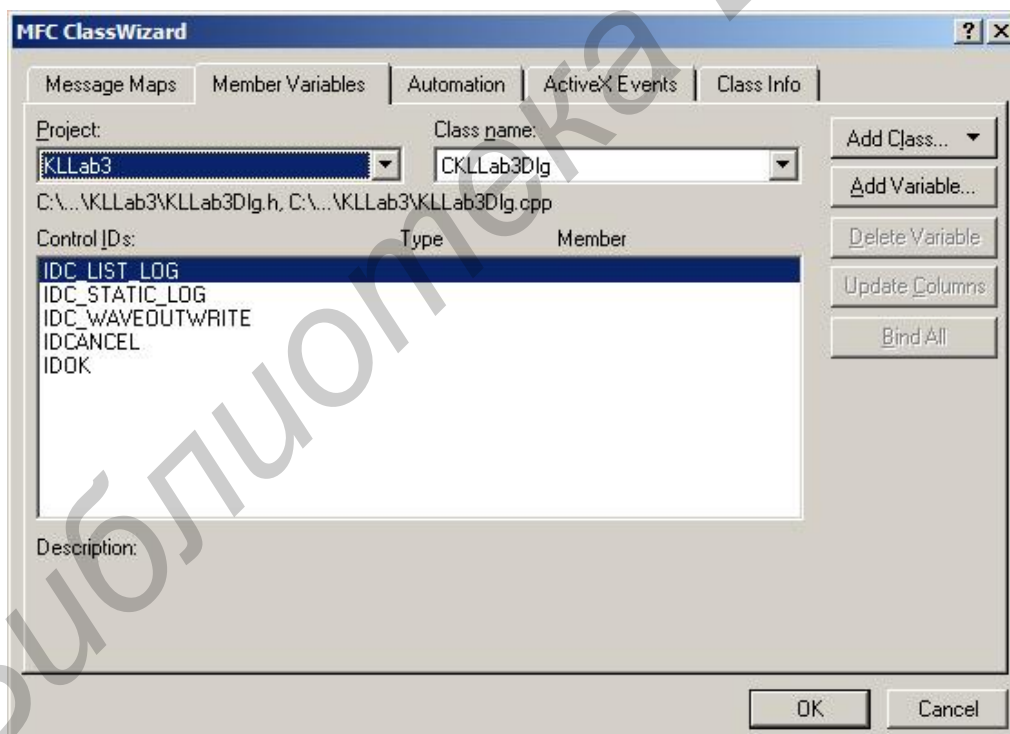 MFC ClassWizard
Message Maps Member Variables Automation ActiveX Events Class Info
Project: Class name:
KLLab3 CKLLab3Dlg
Add Class...
C:\...\KLLab3\KLLab3Dlg.h, C:\...\KLLab3\KLLab3Dlg.cpp
Add Variable...
Control IDs: Type Member
Delete Variable
IDC_LIST_LOG
IDC_STATIC_LOG
Update Columns
IDC_WAVEOUTWRITE
IDCANCEL
Bind All
IDOK
Description:
OK Cancel
библиотека